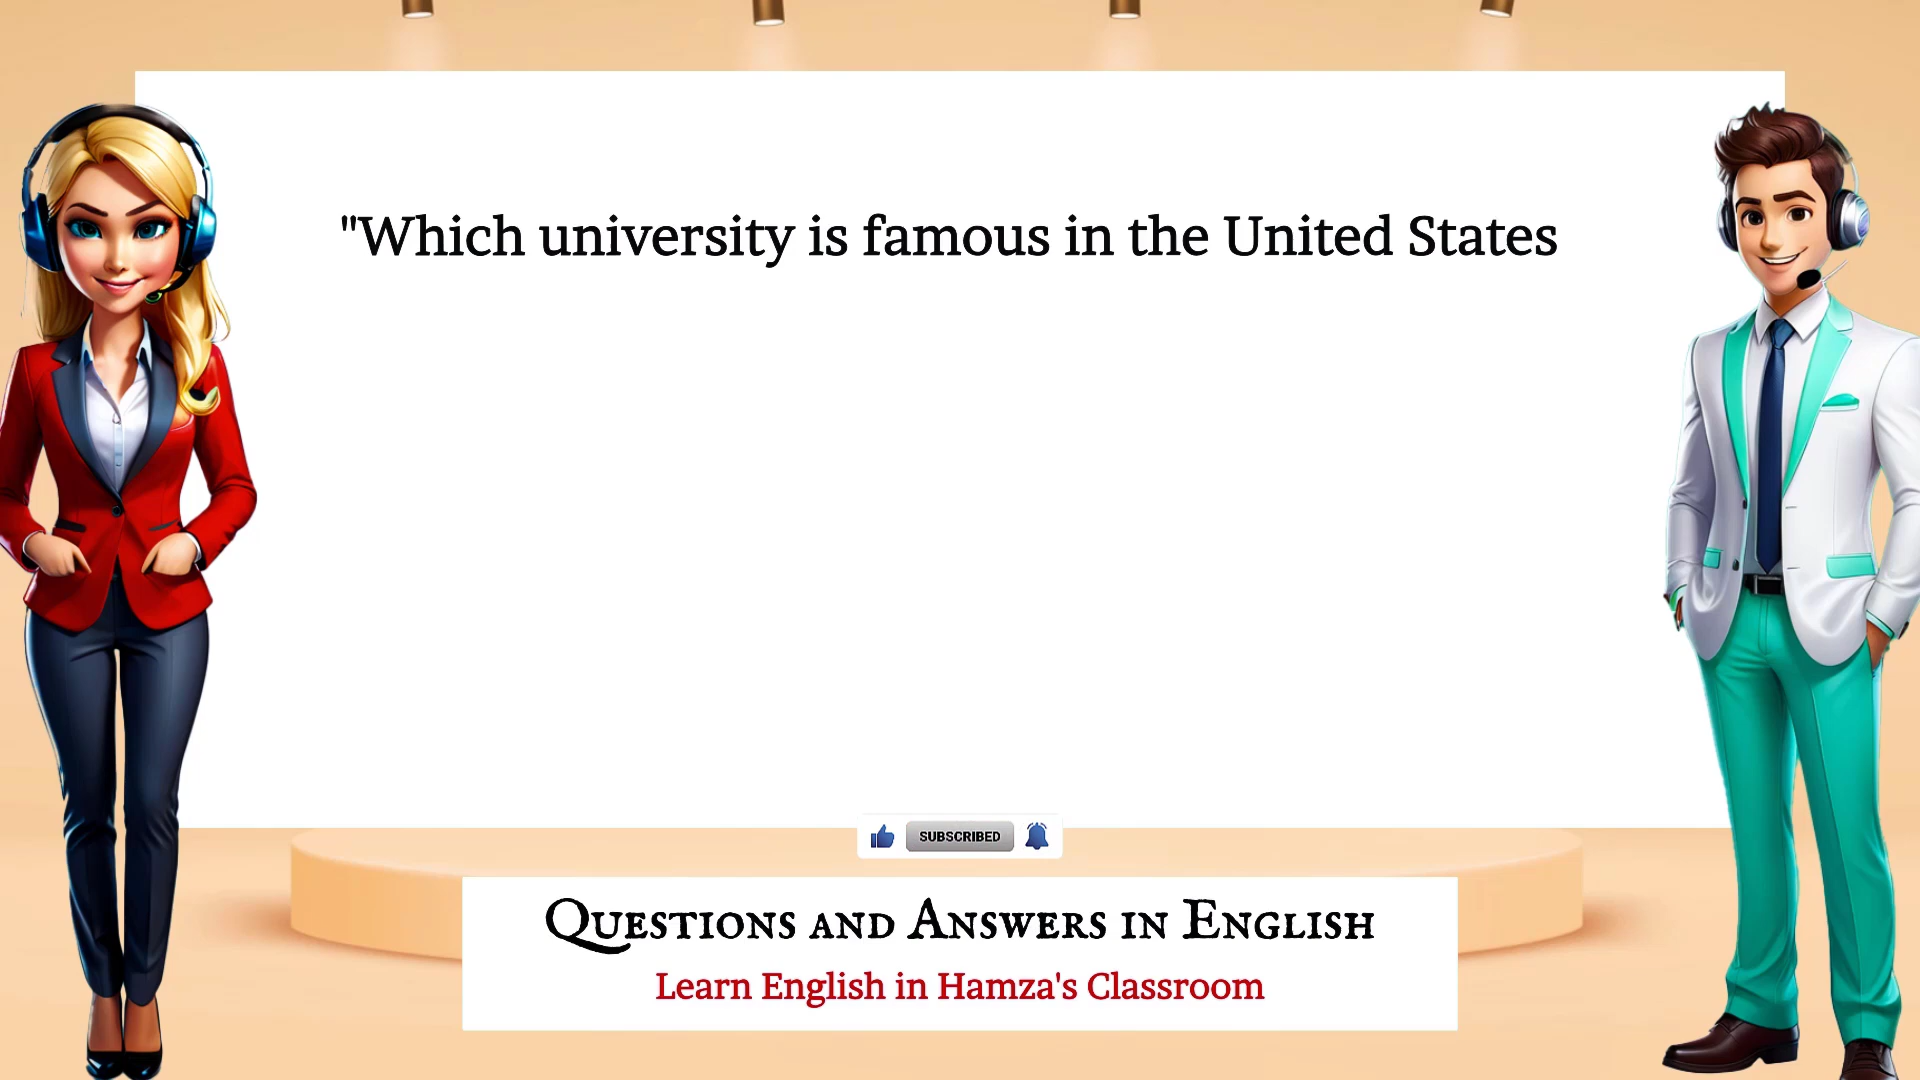 "Which university is famous in the United States
SUBSCRIBED
Questions and Answers in English
Learn English in Hamza's Classroom